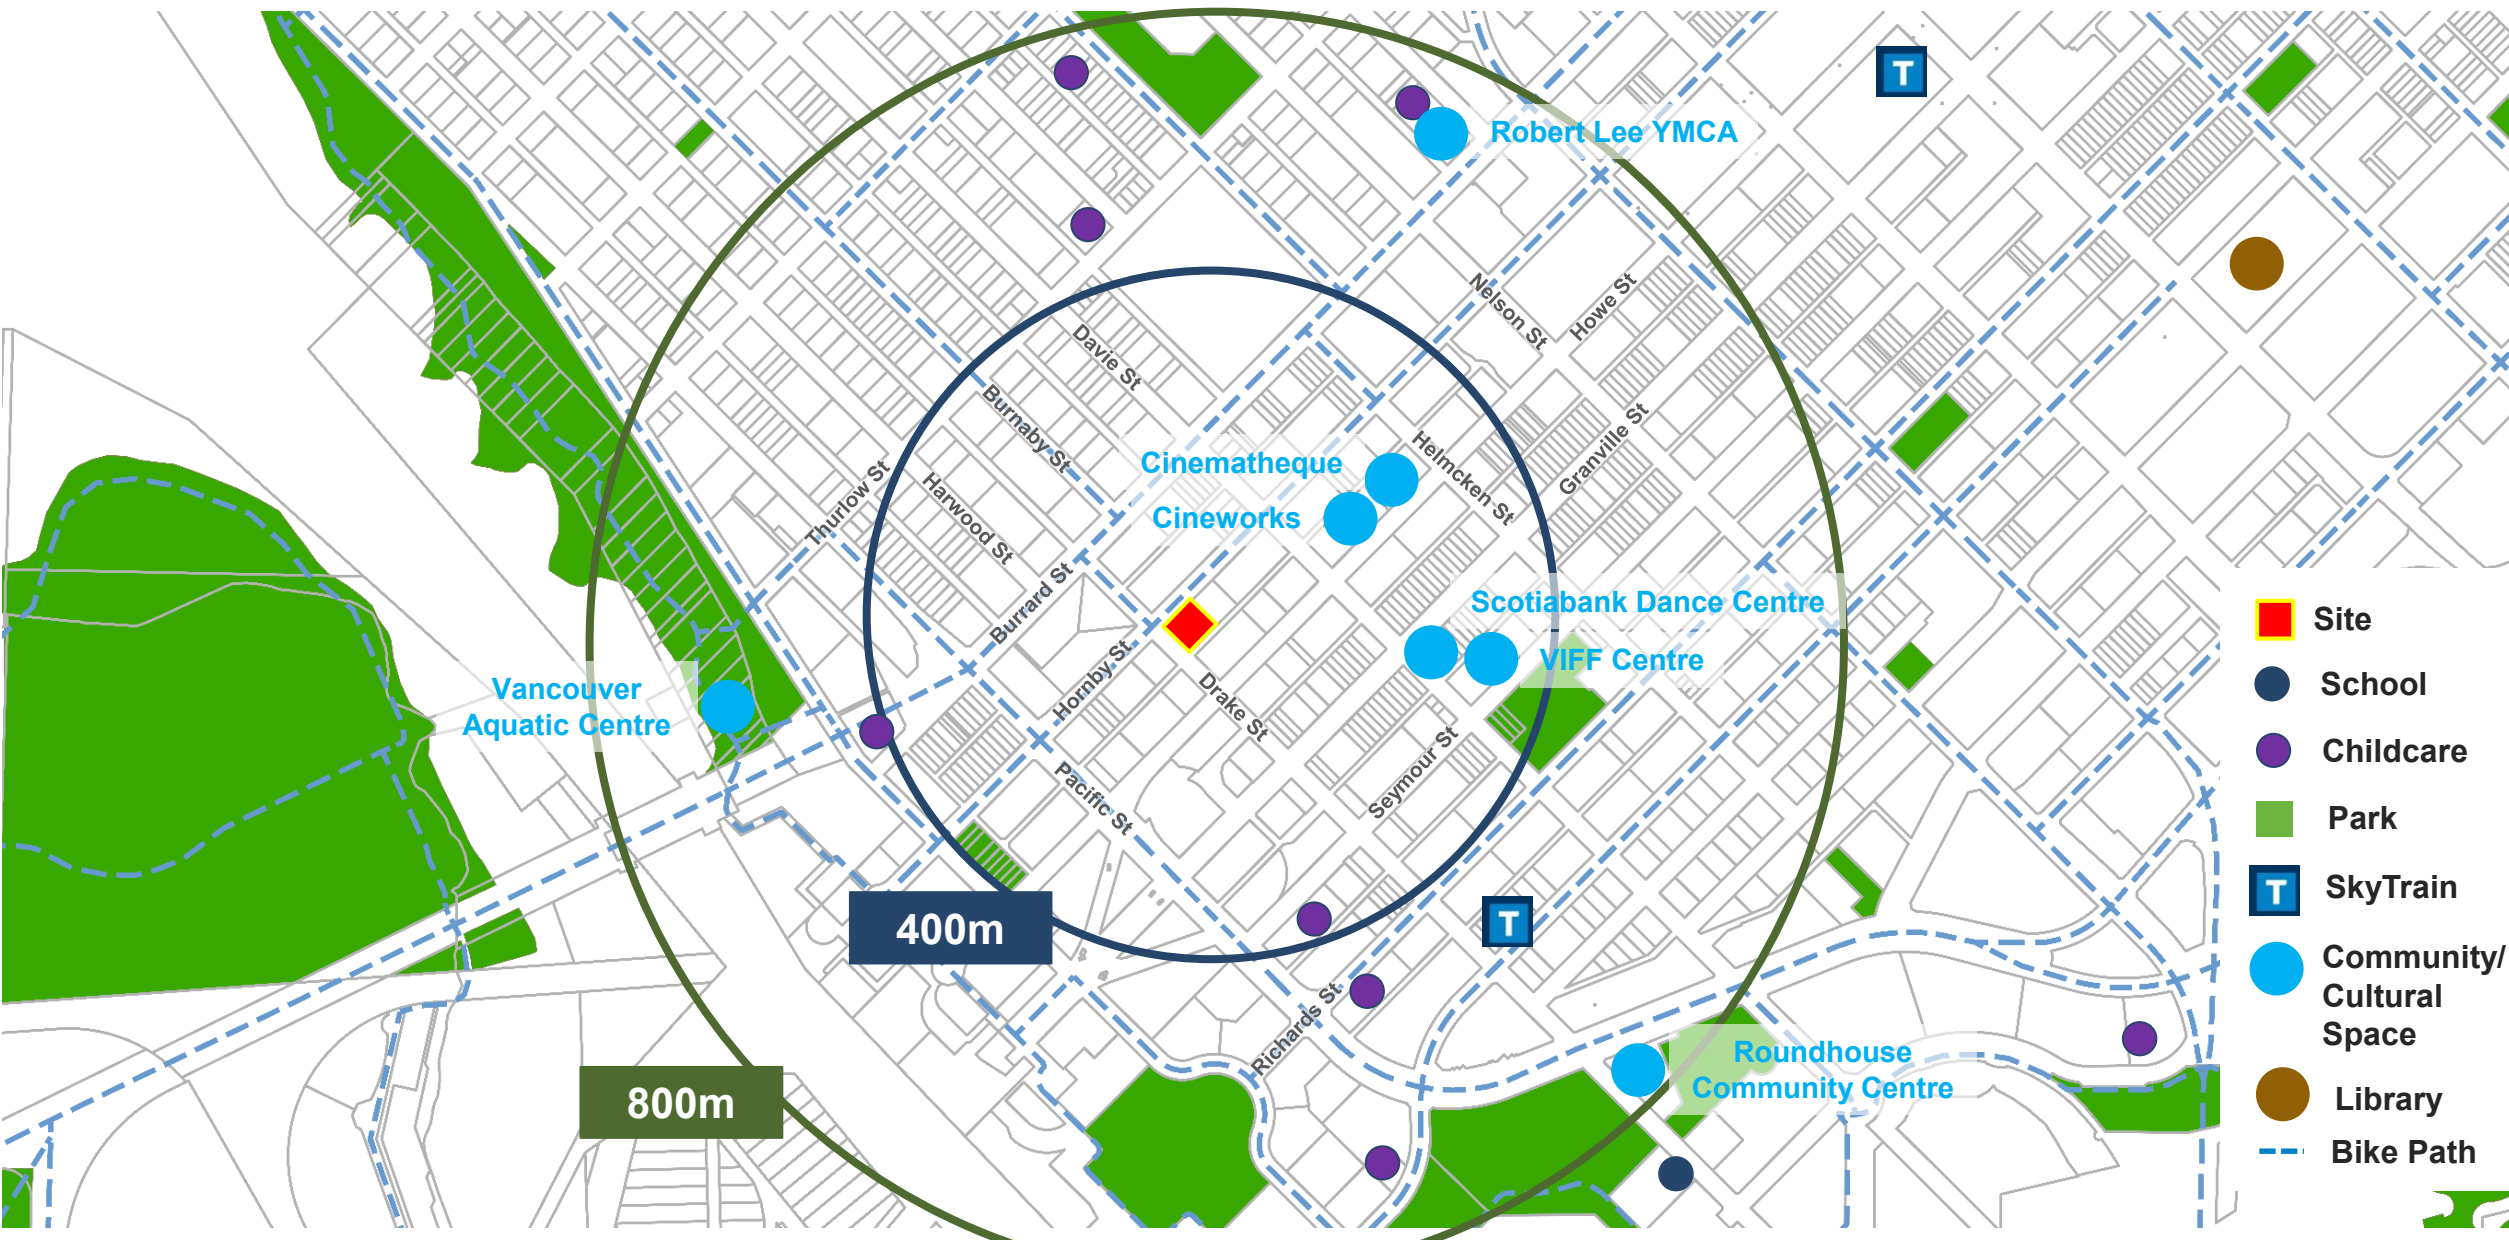 T
Robert Lee YMCA
Nelson St
Howe St
Davie St
Burnaby St
Cinematheque
Helmcken St
Granville St
Thurlow St
Harwood St
Cineworks
Burrard St
Scotiabank Dance Centre
VIFF Centre
Hornby St
Drake St
Vancouver
Aquatic Centre
Seymour St
Pacific St
400m
T
Richards St
Roundhouse
Community Centre
800m
Site
School
Childcare
Park
T
SkyTrain
Community/
Cultural
Space
Library
Bike Path